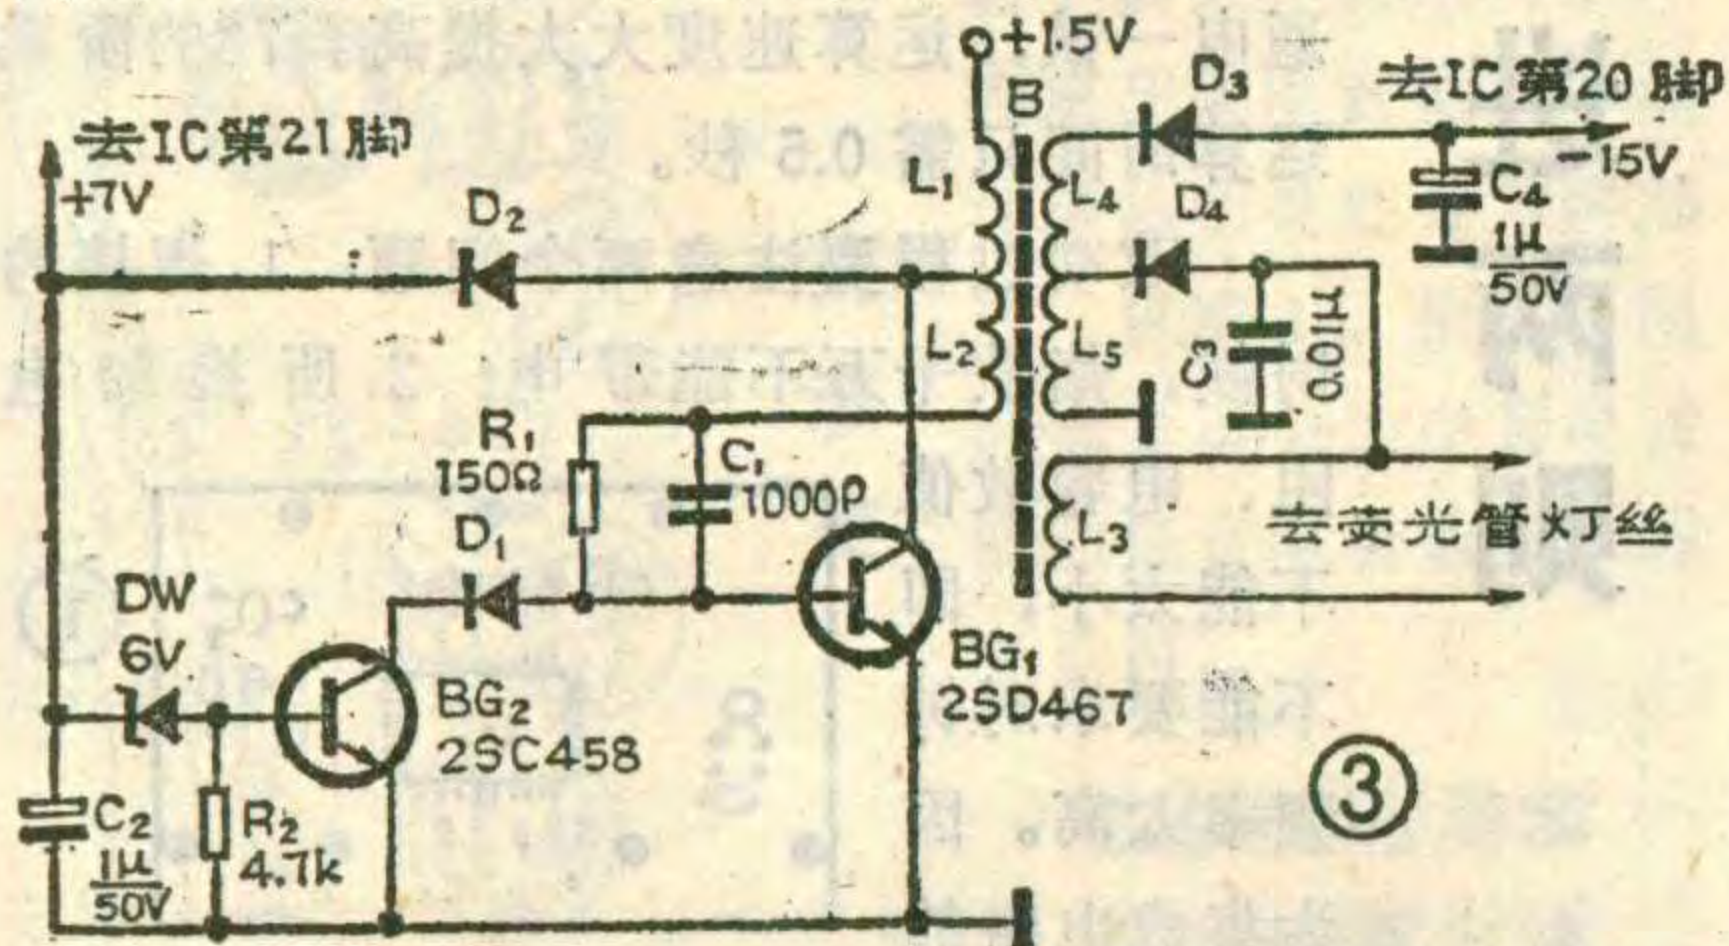 +1.5V
B
D3
去IC第20脚
-15V
去IC第21脚
+7V
D2
L1
L4
D4
C4
1μ
50V
L2
L5
C3
0.01μ
R1
150Ω
C1
1000P
D1
L3
去荧光管灯丝
DW
6V
BG1
2SD467
BG2
2SC458
C2
1μ
50V
R2
4.7k
③